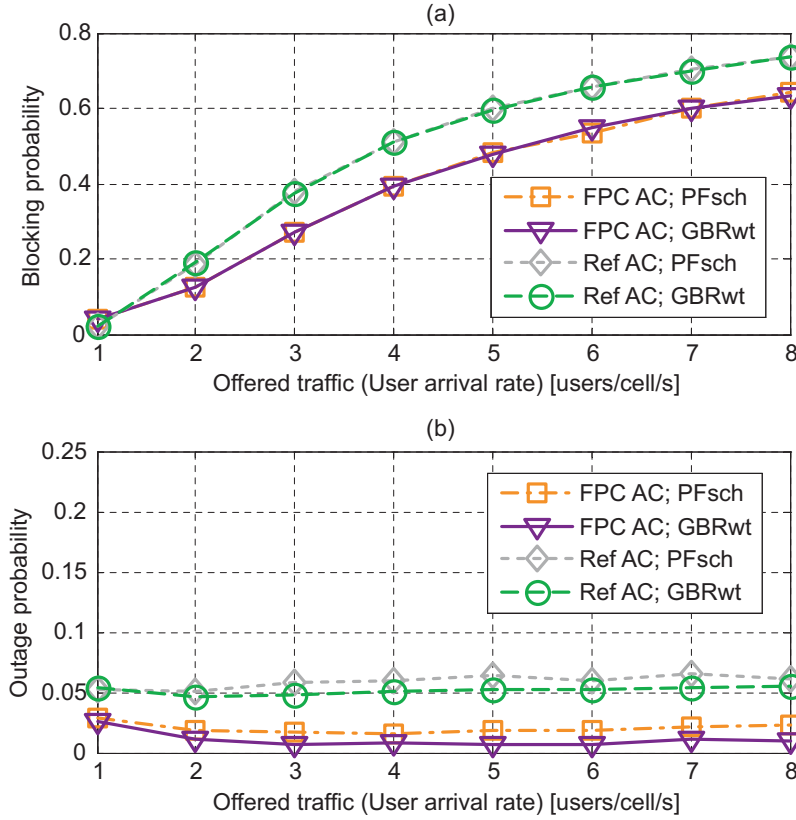 (a)
0.8
0.6
0.4
0.2
0
Blocking probability
FPC AC; PFsch
FPC AC; GBRwt
Ref AC; PFsch
Ref AC; GBRwt
1 2 3 4 5 6 7 8
Offered traffic (User arrival rate) [users/cell/s]
(b)
0.25
0.2
0.15
0.1
0.05
0
Outage probability
FPC AC; PFsch
FPC AC; GBRwt
Ref AC; PFsch
Ref AC; GBRwt
1 2 3 4 5 6 7 8
Offered traffic (User arrival rate) [users/cell/s]